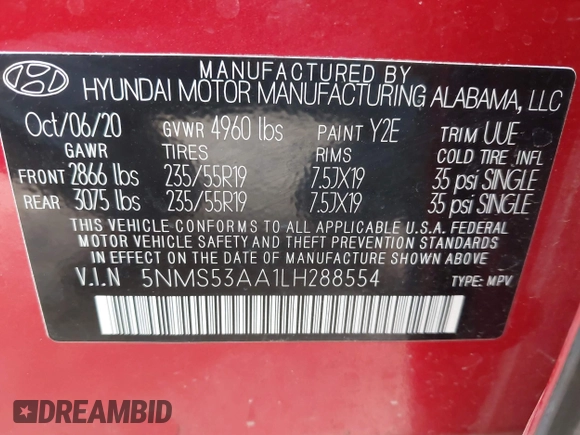 MANUFACTURED BY
HYUNDAI MOTOR MANUFACTURING ALABAMA, LLC
Oct/06/20 GVWR 4960 lbs PAINT Y2E TRIM UUE
GAWR TIRES RIMS COLD TIRE INFL
FRONT 2866 lbs 235/55R19 7.5JX19 35 psi SINGLE
REAR 3075 lbs 235/55R19 7.5JX19 35 psi SINGLE
THIS VEHICLE CONFORMS TO ALL APPLICABLE U.S.A. FEDERAL
MOTOR VEHICLE SAFETY AND THEFT PREVENTION STANDARDS
IN EFFECT ON THE DATE OF MANUFACTURE SHOWN ABOVE
V.I.N 5NMS53AA1LH288554 TYPE: MPV
DREAMBID